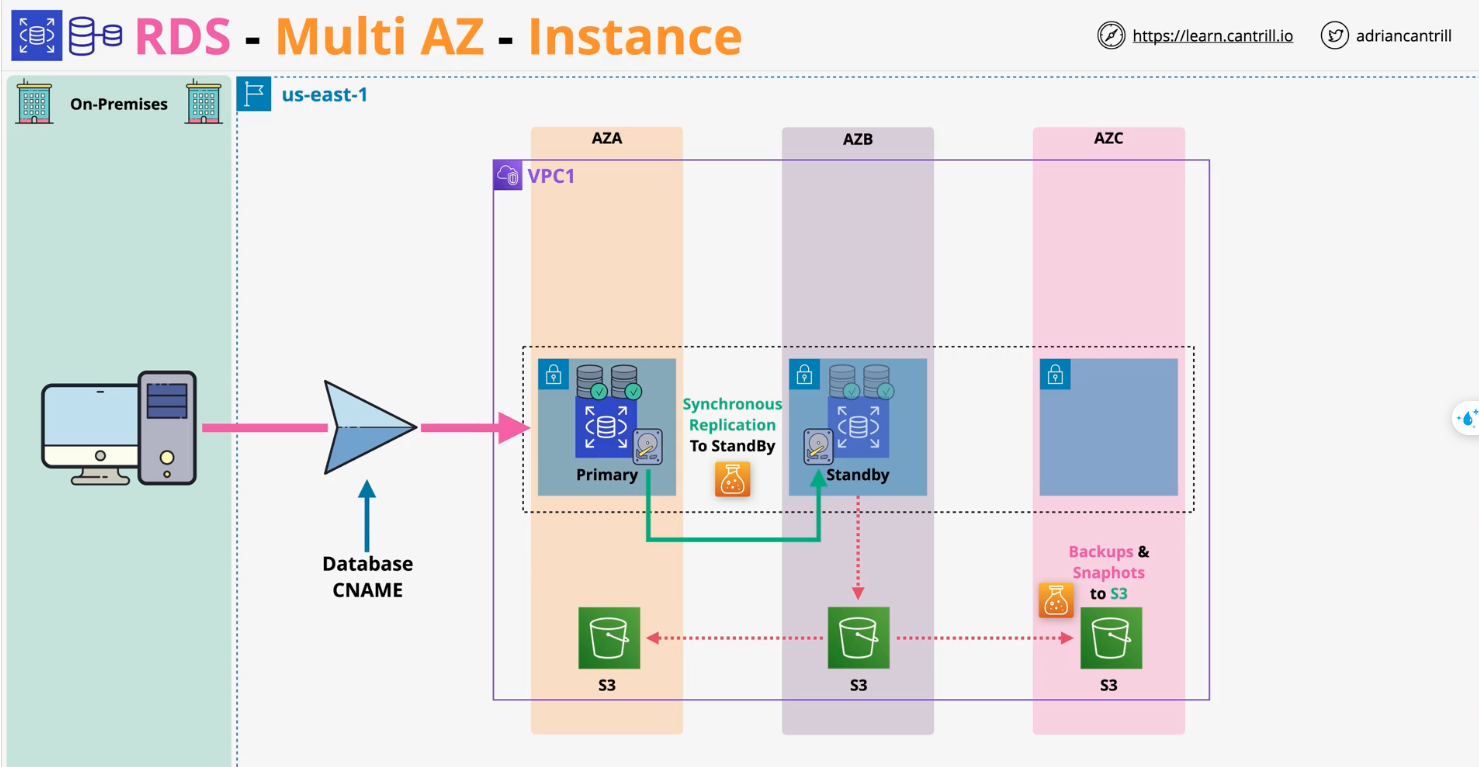 RDS - Multi AZ - Instance
https://learn.cantrill.io
adriancantrill
On-Premises
us-east-1
AZA
AZB
AZC
VPC1
Synchronous
Replication
To StandBy
Primary
Standby
Database
CNAME
Backups &
Snaphots
to S3
S3
S3
S3